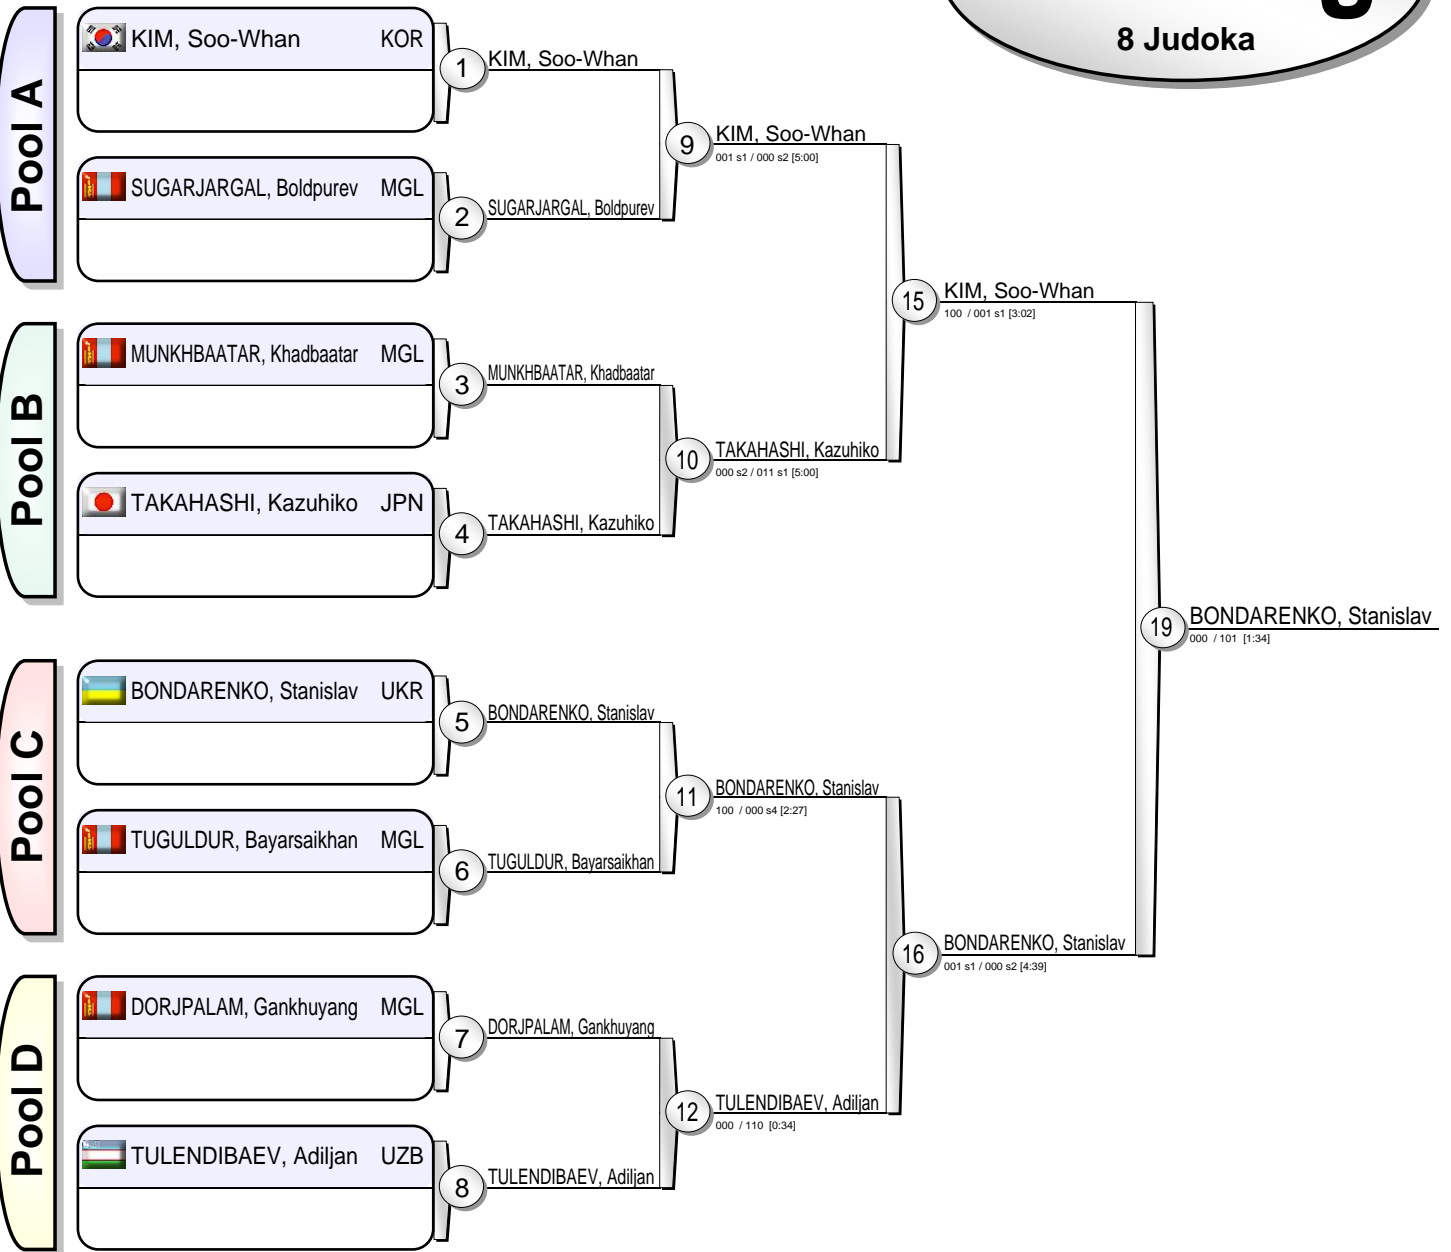 8 Judoka
Pool A
KIM, Soo-Whan KOR
1
KIM, Soo-Whan
SUGARJARGAL, Boldpurev MGL
2
SUGARJARGAL, Boldpurev
9
KIM, Soo-Whan
001 s1 / 000 s2 [5:00]
Pool B
MUNKHBAATAR, Khadbaatar MGL
3
MUNKHBAATAR, Khadbaatar
TAKAHASHI, Kazuhiko JPN
4
TAKAHASHI, Kazuhiko
10
TAKAHASHI, Kazuhiko
000 s2 / 011 s1 [5:00]
15
KIM, Soo-Whan
100 / 001 s1 [3:02]
Pool C
BONDARENKO, Stanislav UKR
5
BONDARENKO, Stanislav
TUGULDUR, Bayarsaikhan MGL
6
TUGULDUR, Bayarsaikhan
11
BONDARENKO, Stanislav
100 / 000 s4 [2:27]
Pool D
DORJPALAM, Gankhuyang MGL
7
DORJPALAM, Gankhuyang
TULENDIBAEV, Adiljan UZB
8
TULENDIBAEV, Adiljan
12
TULENDIBAEV, Adiljan
000 / 110 [0:34]
16
BONDARENKO, Stanislav
001 s1 / 000 s2 [4:39]
19
BONDARENKO, Stanislav
000 / 101 [1:34]